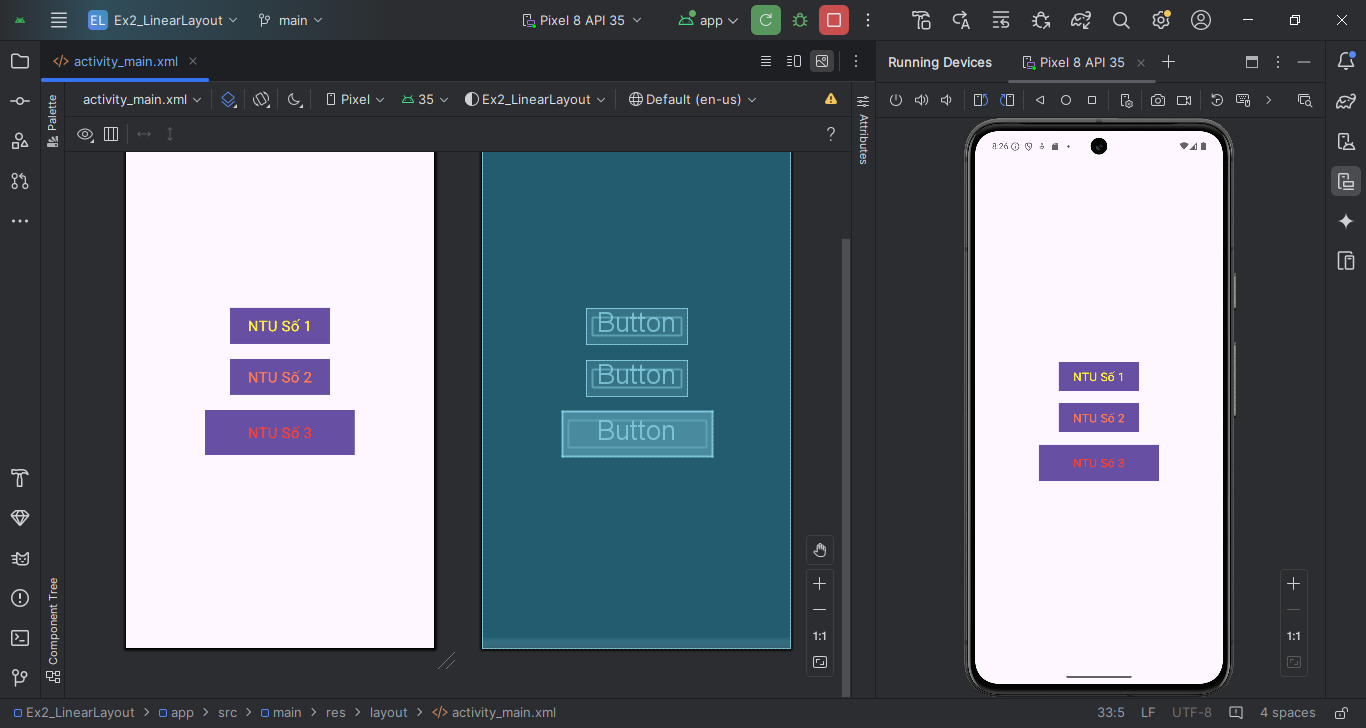 EL Ex2_LinearLayout main Pixel 8 API 35 app
activity_main.xml
Running Devices Pixel 8 API 35
Palette
activity_main.xml Pixel 35 Ex2_LinearLayout Default (en-us)
?
Attributes
8:26
NTU Số 1
NTU Số 2
NTU Số 3
Button
Button
Button
NTU Số 1
NTU Số 2
NTU Số 3
1:1
1:1
Component Tree
Ex2_LinearLayout > app > src > main > res > layout > activity_main.xml
33:5 LF UTF-8 4 spaces